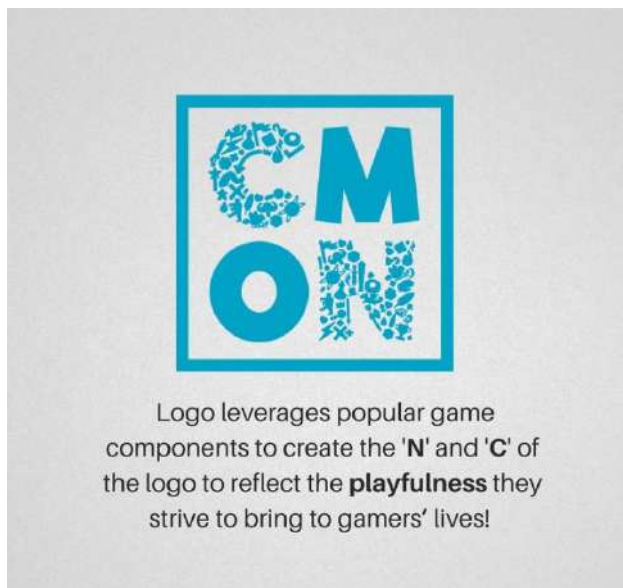 CM
ON
Logo leverages popular game
components to create the 'N' and 'C' of
the logo to reflect the playfulness they
strive to bring to gamers’ lives!